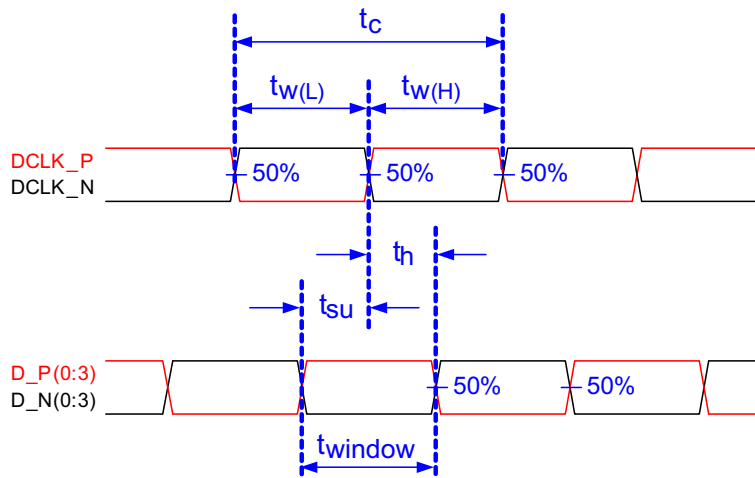 tc
tw(L) tw(H)
DCLK_P
DCLK_N
50% 50% 50%
th
tsu
D_P(0:3)
D_N(0:3)
50% 50%
twindow